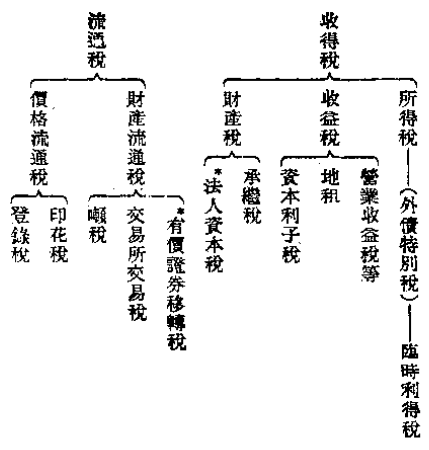 收得稅
所得稅
(外債特別稅)
臨時利得稅
收益稅
營業收益稅等
地租
資本利子稅
財產稅
承繼稅
*法人資本稅
流通稅
財產流通稅
*有價證券移轉稅
交易所交易稅
噸稅
價格流通稅
印花稅
登錄稅